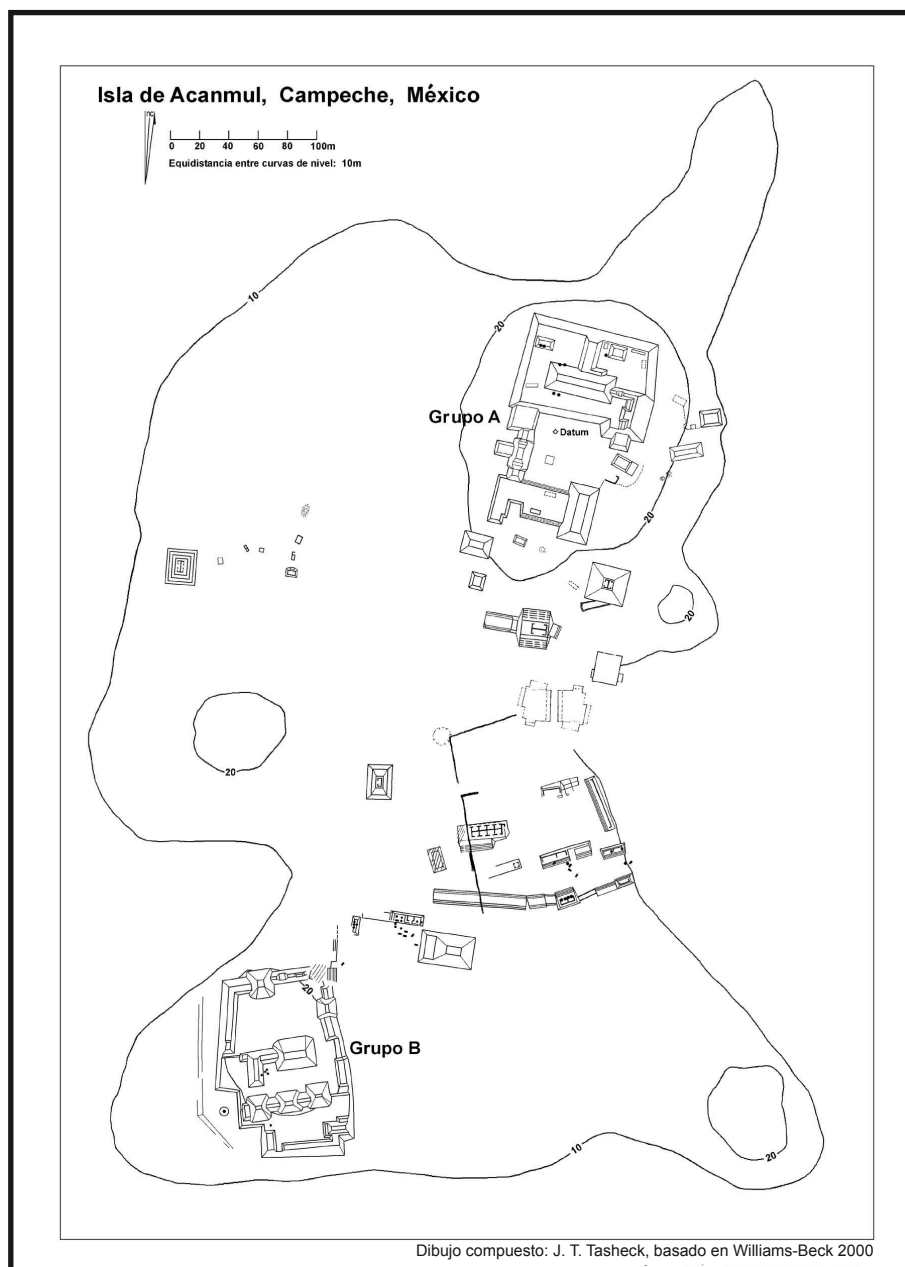 Isla de Acanmul, Campeche, México
nc
0 20 40 60 80 100m
Equidistancia entre curvas de nivel: 10m
10
20
Grupo A
Datum
20
20
20
20
Grupo B
10
20
Dibujo compuesto: J. T. Tasheck, basado en Williams-Beck 2000